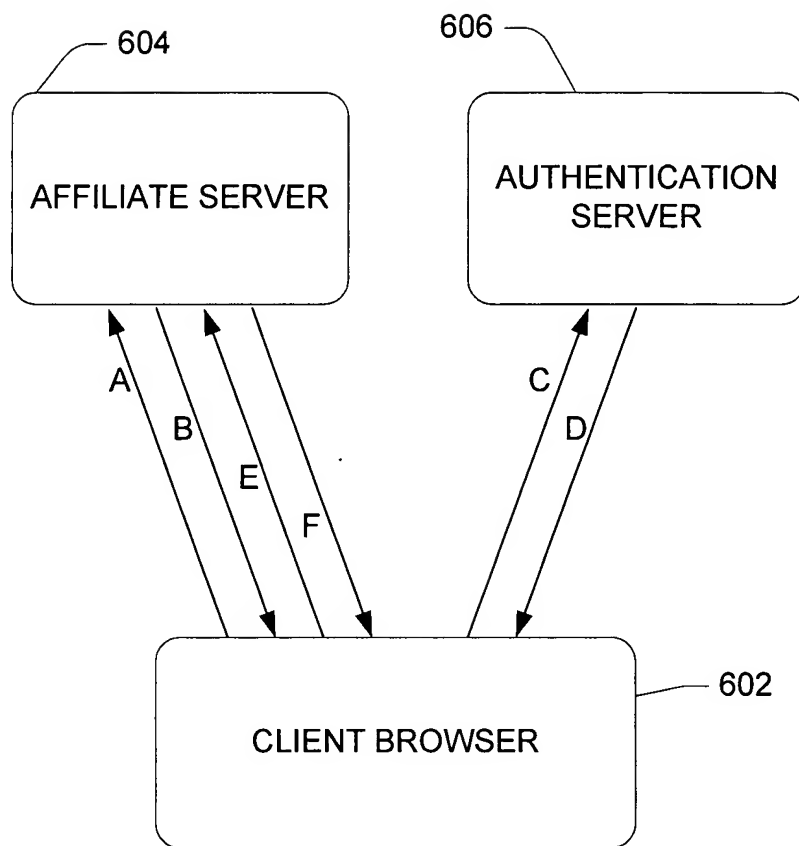 604
606
AFFILIATE SERVER
AUTHENTICATION
SERVER
A
B
E
F
C
D
602
CLIENT BROWSER